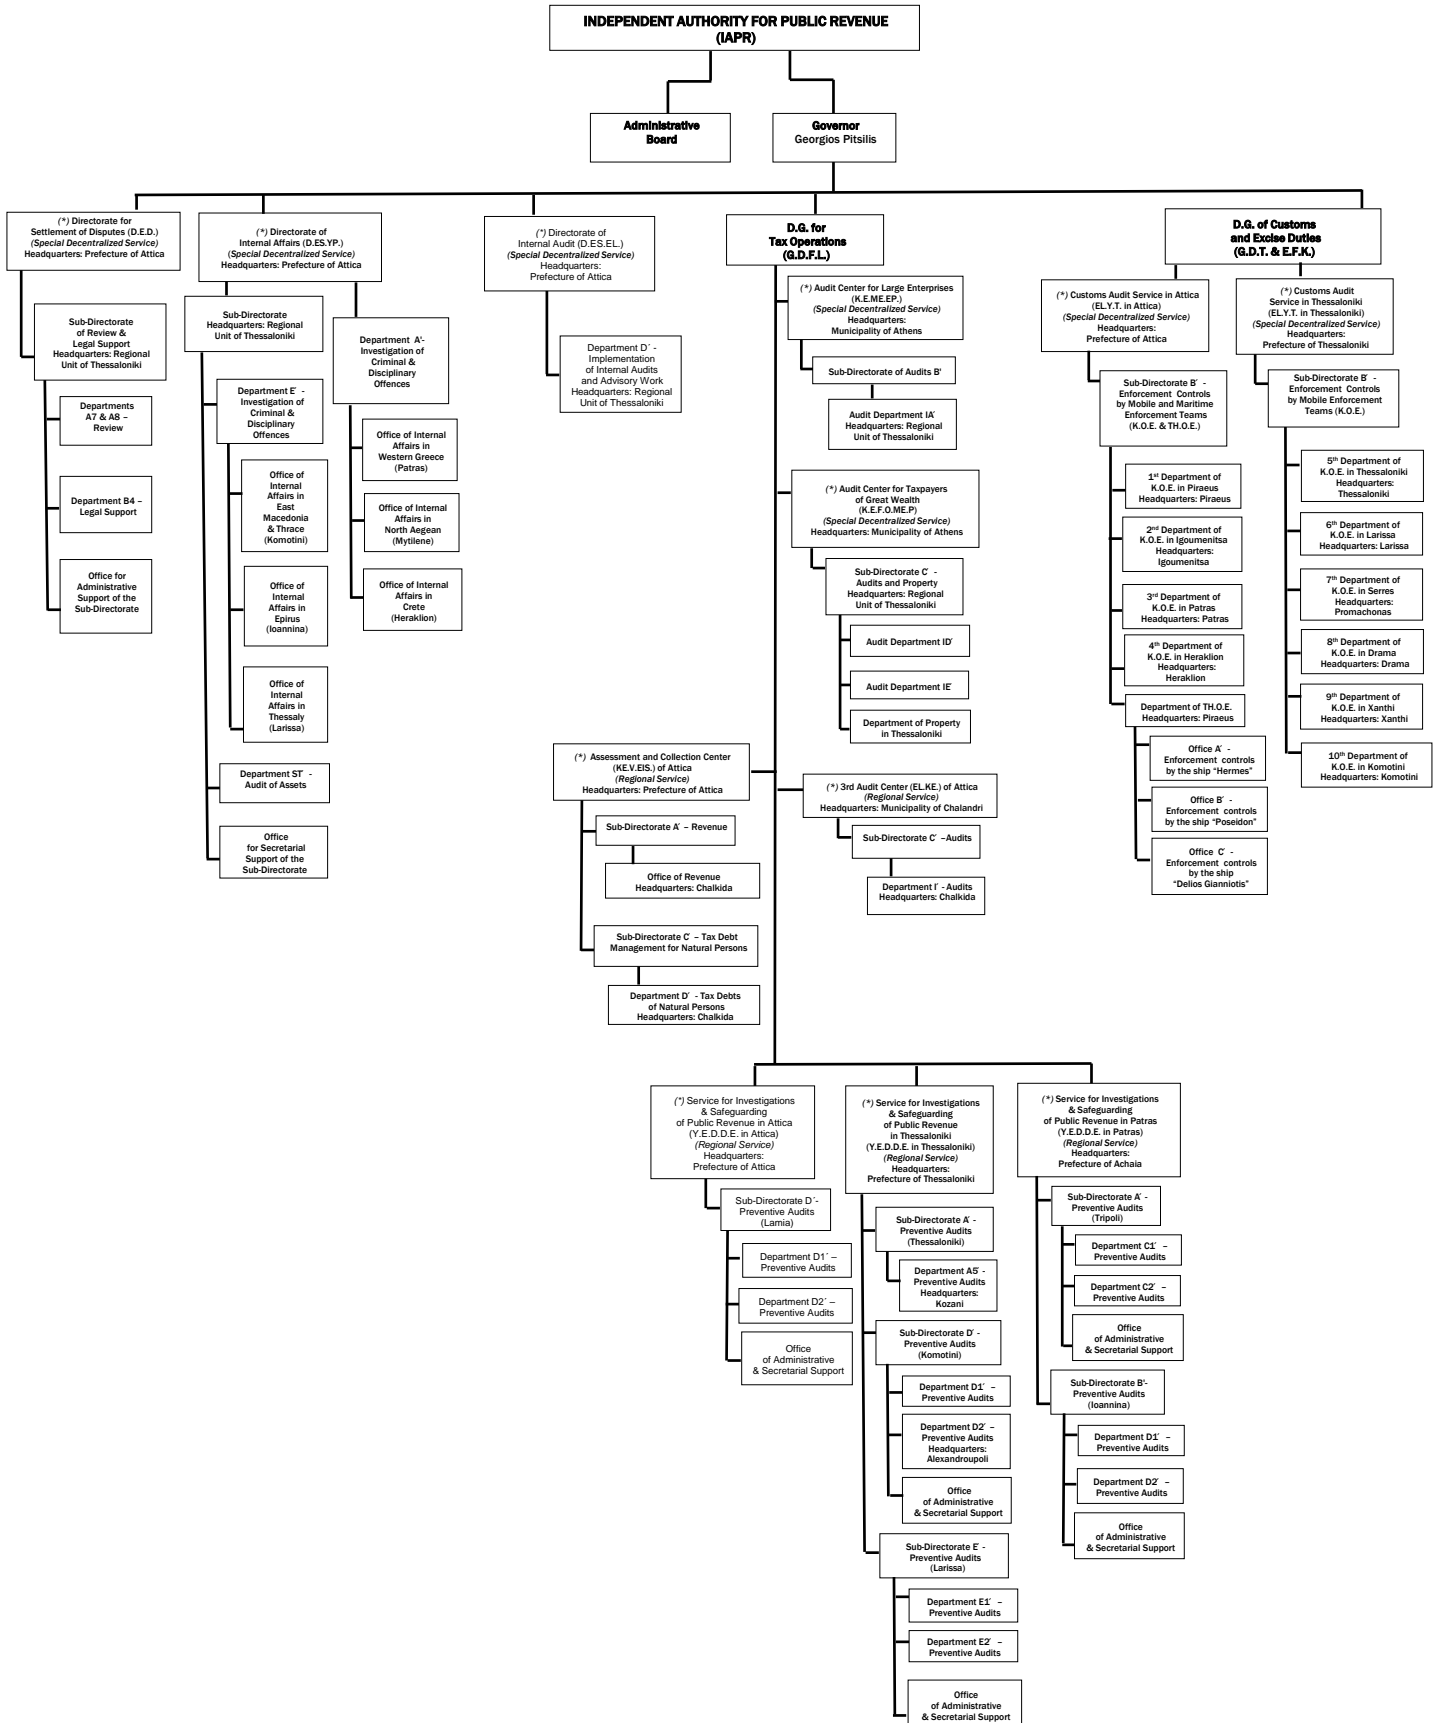 INDEPENDENT AUTHORITY FOR PUBLIC REVENUE
(IAPR)
Administrative
Board
Governor
Georgios Pitsilis
(*) Directorate for
Settlement of Disputes (D.E.D.)
(Special Decentralized Service)
Headquarters: Prefecture of Attica
Sub-Directorate
of Review &
Legal Support
Headquarters: Regional
Unit of Thessaloniki
Departments
A7 & A8 –
Review
Department B4 –
Legal Support
Office for
Administrative
Support of the
Sub-Directorate
(*) Directorate of
Internal Affairs (D.ES.YP.)
(Special Decentralized Service)
Headquarters: Prefecture of Attica
Sub-Directorate
Headquarters: Regional
Unit of Thessaloniki
Department E΄ -
Investigation of
Criminal &
Disciplinary
Offences
Office of
Internal
Affairs in
East
Macedonia
& Thrace
(Komotini)
Office of
Internal
Affairs in
Epirus
(Ioannina)
Office of
Internal
Affairs in
Thessaly
(Larissa)
Department ST΄ -
Audit of Assets
Office
for Secretarial
Support of the
Sub-Directorate
Department A'-
Investigation of
Criminal &
Disciplinary
Offences
Office of Internal
Affairs in
Western Greece
(Patras)
Office of Internal
Affairs in
North Aegean
(Mytilene)
Office of Internal
Affairs in
Crete
(Heraklion)
(*) Directorate of
Internal Audit (D.ES.EL.)
(Special Decentralized Service)
Headquarters:
Prefecture of Attica
Department D΄ -
Implementation
of Internal Audits
and Advisory Work
Headquarters: Regional
Unit of Thessaloniki
D.G. for
Tax Operations
(G.D.F.L.)
(*) Audit Center for Large Enterprises
(K.E.ME.EP.)
(Special Decentralized Service)
Headquarters:
Municipality of Athens
Sub-Directorate of Audits B'
Audit Department IA΄
Headquarters: Regional
Unit of Thessaloniki
(*) Audit Center for Taxpayers
of Great Wealth
(K.E.F.O.ME.P)
(Special Decentralized Service)
Headquarters: Municipality of Athens
Sub-Directorate C΄ -
Audits and Property
Headquarters: Regional
Unit of Thessaloniki
Audit Department ID΄
Audit Department IE΄
Department of Property
in Thessaloniki
(*) Assessment and Collection Center
(KE.V.EIS.) of Attica
(Regional Service)
Headquarters: Prefecture of Attica
Sub-Directorate A΄ – Revenue
Office of Revenue
Headquarters: Chalkida
Sub-Directorate C΄ – Tax Debt
Management for Natural Persons
Department D΄ - Tax Debts
of Natural Persons
Headquarters: Chalkida
(*) 3rd Audit Center (EL.KE.) of Attica
(Regional Service)
Headquarters: Municipality of Chalandri
Sub-Directorate C΄ –Audits
Department I΄ - Audits
Headquarters: Chalkida
(*) Service for Investigations
& Safeguarding
of Public Revenue in Attica
(Y.E.D.D.E. in Attica)
(Regional Service)
Headquarters:
Prefecture of Attica
Sub-Directorate D΄-
Preventive Audits
(Lamia)
Department D1΄ –
Preventive Audits
Department D2΄ –
Preventive Audits
Office
of Administrative
& Secretarial Support
(*) Service for Investigations
& Safeguarding
of Public Revenue
in Thessaloniki
(Y.E.D.D.E. in Thessaloniki)
(Regional Service)
Headquarters:
Prefecture of Thessaloniki
Sub-Directorate A΄ -
Preventive Audits
(Thessaloniki)
Department A5΄ -
Preventive Audits
Headquarters:
Kozani
Sub-Directorate D΄ -
Preventive Audits
(Komotini)
Department D1΄ –
Preventive Audits
Department D2΄ –
Preventive Audits
Headquarters:
Alexandroupoli
Office
of Administrative
& Secretarial Support
Sub-Directorate E΄ -
Preventive Audits
(Larissa)
Department E1΄ –
Preventive Audits
Department E2΄ –
Preventive Audits
Office
of Administrative
& Secretarial Support
(*) Service for Investigations
& Safeguarding
of Public Revenue in Patras
(Y.E.D.D.E. in Patras)
(Regional Service)
Headquarters:
Prefecture of Achaia
Sub-Directorate A΄ -
Preventive Audits
(Tripoli)
Department C1΄ –
Preventive Audits
Department C2΄ –
Preventive Audits
Office
of Administrative
& Secretarial Support
Sub-Directorate B'-
Preventive Audits
(Ioannina)
Department D1΄ –
Preventive Audits
Department D2΄ –
Preventive Audits
Office
of Administrative
& Secretarial Support
D.G. of Customs
and Excise Duties
(G.D.T. & E.F.K.)
(*) Customs Audit Service in Attica
(EL.Y.T. in Attica)
(Special Decentralized Service)
Headquarters:
Prefecture of Attica
Sub-Directorate B΄ -
Enforcement Controls
by Mobile and Maritime
Enforcement Teams
(K.O.E. & TH.O.E.)
1st Department of
K.O.E. in Piraeus
Headquarters: Piraeus
2nd Department of
K.O.E. in Igoumenitsa
Headquarters:
Igoumenitsa
3rd Department of
K.O.E. in Patras
Headquarters: Patras
4th Department of
K.O.E. in Heraklion
Headquarters:
Heraklion
Department of TH.O.E.
Headquarters: Piraeus
Office A΄ -
Enforcement controls
by the ship "Hermes"
Office B΄ -
Enforcement controls
by the ship "Poseidon"
Office C΄ -
Enforcement controls
by the ship
"Delios Gianniotis"
(*) Customs Audit
Service in Thessaloniki
(EL.Y.T. in Thessaloniki)
(Special Decentralized Service)
Headquarters:
Prefecture of Thessaloniki
Sub-Directorate B΄ -
Enforcement Controls
by Mobile Enforcement
Teams (K.O.E.)
5th Department of
K.O.E. in Thessaloniki
Headquarters:
Thessaloniki
6th Department of
K.O.E. in Larissa
Headquarters: Larissa
7th Department of
K.O.E. in Serres
Headquarters:
Promachonas
8th Department of
K.O.E. in Drama
Headquarters: Drama
9th Department of
K.O.E. in Xanthi
Headquarters: Xanthi
10th Department of
K.O.E. in Komotini
Headquarters: Komotini